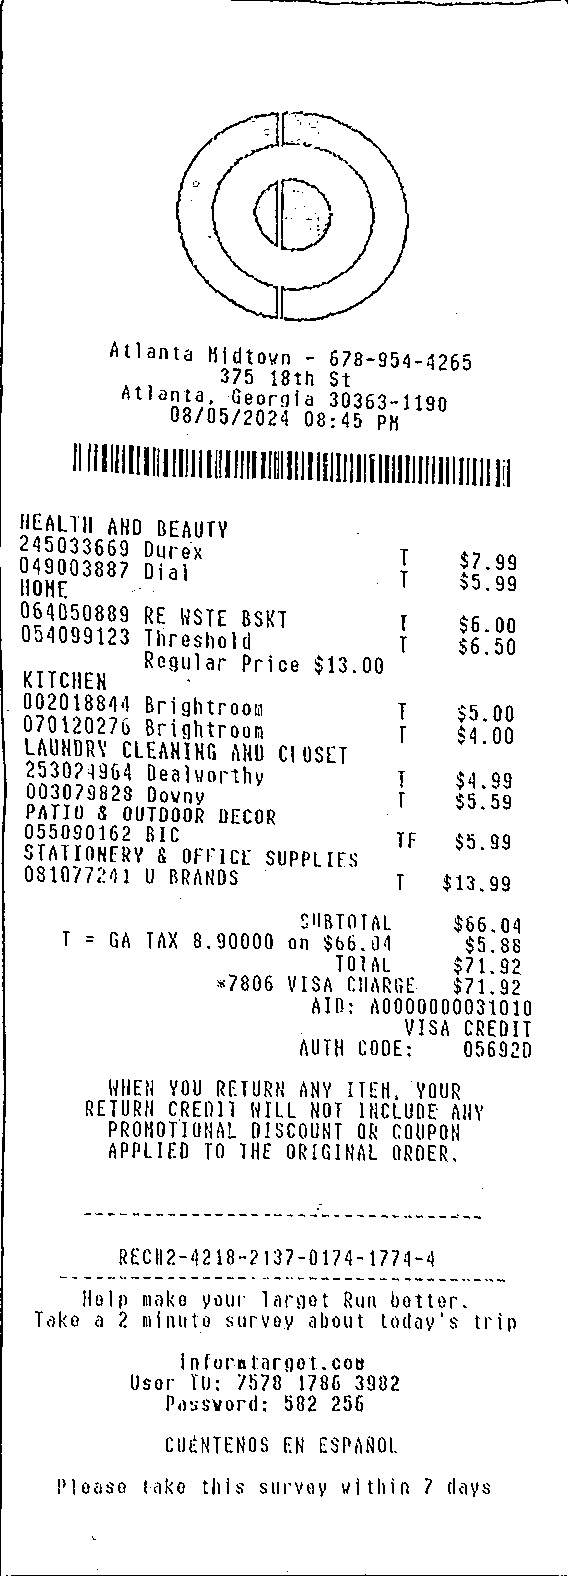 Atlanta Midtown - 678-954-4265
375 18th St
Atlanta, Georgia 30363-1190
08/05/2024 08:45 PM
HEALTH AND BEAUTY
245033669 Durex T $7.99
049003887 Dial T $5.99
HOME
064050889 RE WSTE BSKT T $6.00
054099123 Threshold T $6.50
Regular Price $13.00
KITCHEN
002018844 Brightroom T $5.00
070120276 Brightroom T $4.00
LAUNDRY CLEANING AND CLOSET
253024964 Dealworthy T $4.99
003079828 Downy T $5.59
PATIO & OUTDOOR DECOR
055090162 BIC TF $5.99
STATIONERY & OFFICE SUPPLIES
081077241 U BRANDS T $13.99
SUBTOTAL $66.04
T = GA TAX 8.90000 on $66.04 $5.88
TOTAL $71.92
*7806 VISA CHARGE $71.92
AID: A0000000031010
VISA CREDIT
AUTH CODE: 05692D
WHEN YOU RETURN ANY ITEM, YOUR
RETURN CREDIT WILL NOT INCLUDE ANY
PROMOTIONAL DISCOUNT OR COUPON
APPLIED TO THE ORIGINAL ORDER.
REC#2-4218-2137-0174-1774-4
Help make your Target Run better.
Take a 2 minute survey about today's trip
informtarget.com
User ID: 7578 1786 3982
Password: 582 256
CUÉNTENOS EN ESPAÑOL
Please take this survey within 7 days